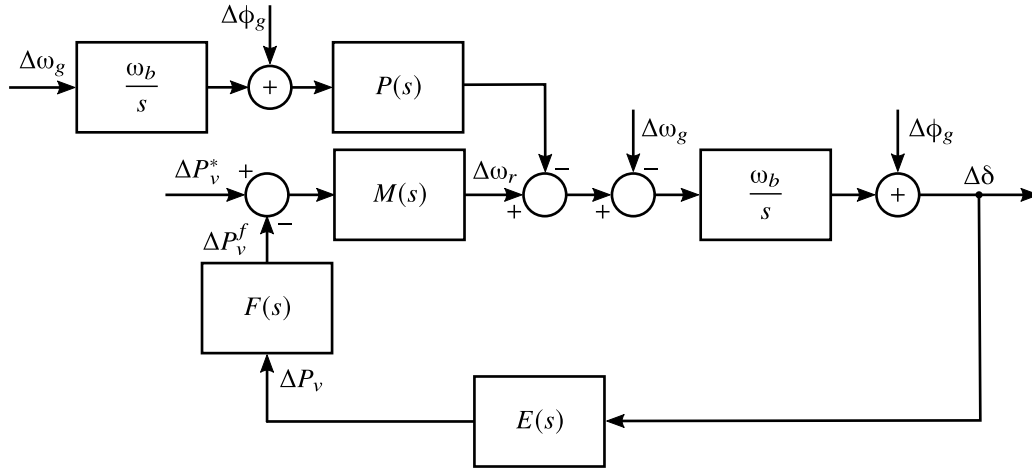 Δϕ_g
Δω_g
ω_b
s
+
P(s)
Δω_g
Δϕ_g
ΔP_v^*
+
−
M(s)
Δω_r
−
+
−
+
ω_b
s
+
Δδ
ΔP_v^f
F(s)
ΔP_v
E(s)